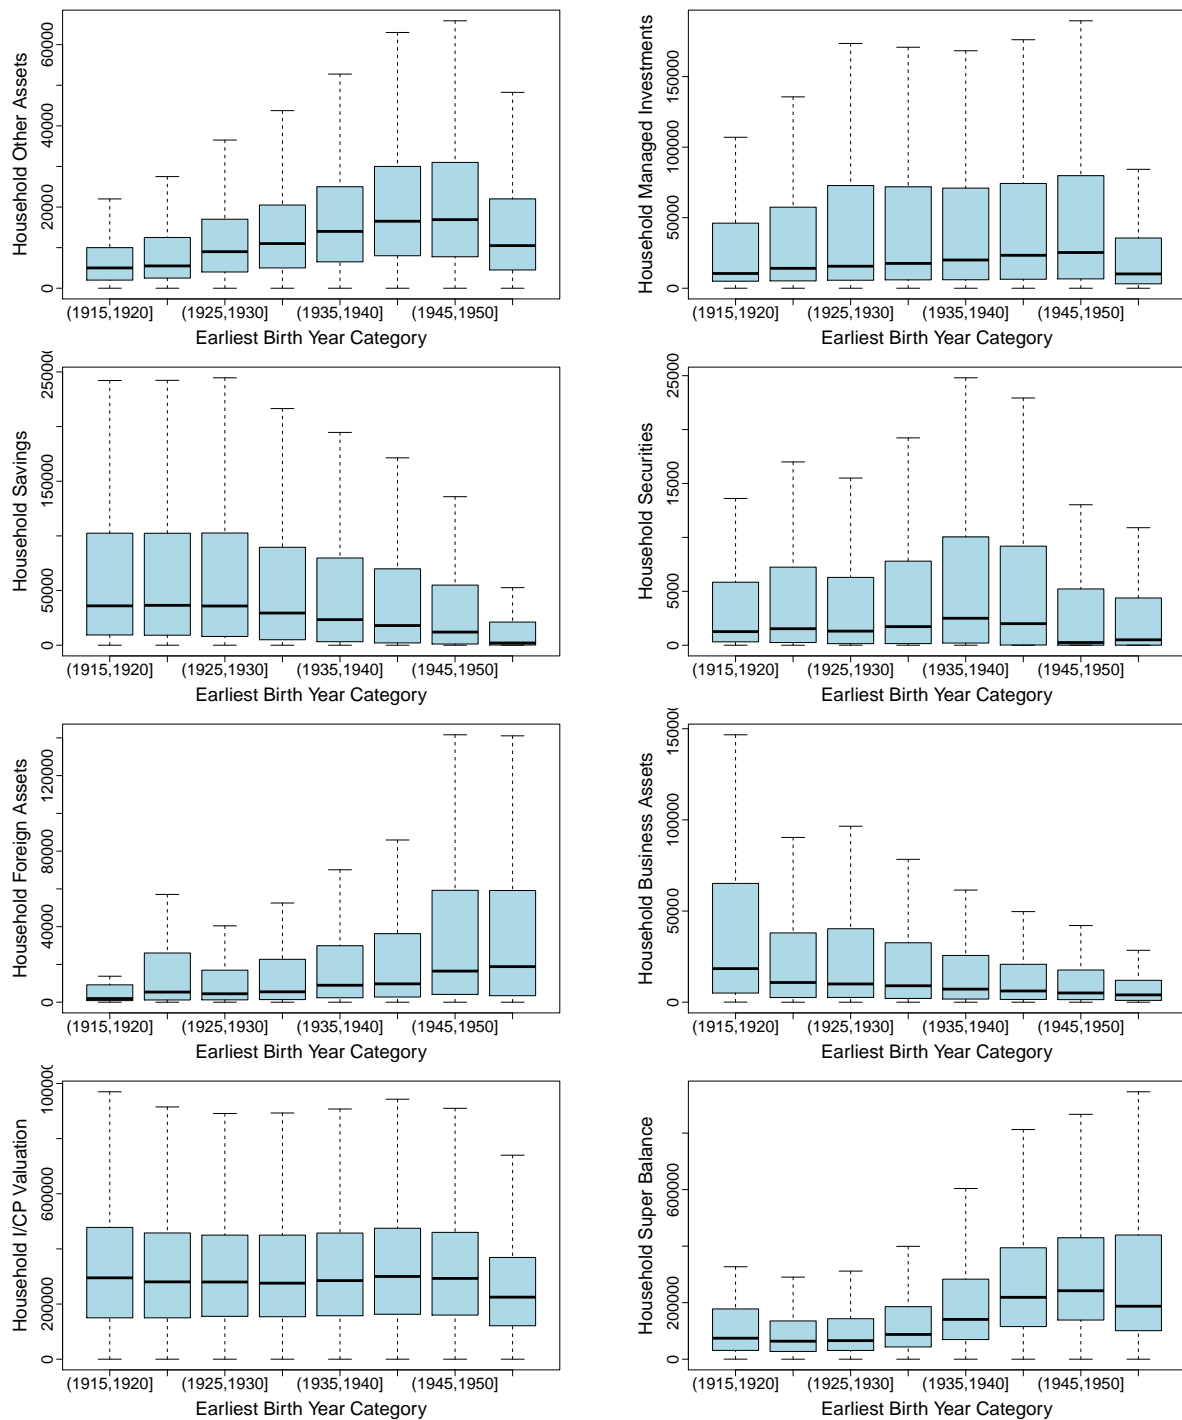 Household Other Assets
60000
40000
20000
0
(1915,1920] (1925,1930] (1935,1940] (1945,1950]
Earliest Birth Year Category
Household Managed Investments
150000
100000
50000
0
(1915,1920] (1925,1930] (1935,1940] (1945,1950]
Earliest Birth Year Category
Household Savings
250000
150000
50000
0
(1915,1920] (1925,1930] (1935,1940] (1945,1950]
Earliest Birth Year Category
Household Securities
25000
15000
5000
0
(1915,1920] (1925,1930] (1935,1940] (1945,1950]
Earliest Birth Year Category
Household Foreign Assets
120000
80000
40000
0
(1915,1920] (1925,1930] (1935,1940] (1945,1950]
Earliest Birth Year Category
Household Business Assets
150000
100000
50000
0
(1915,1920] (1925,1930] (1935,1940] (1945,1950]
Earliest Birth Year Category
Household I/CP Valuation
1000000
600000
200000
0
(1915,1920] (1925,1930] (1935,1940] (1945,1950]
Earliest Birth Year Category
Household Super Balance
600000
200000
0
(1915,1920] (1925,1930] (1935,1940] (1945,1950]
Earliest Birth Year Category